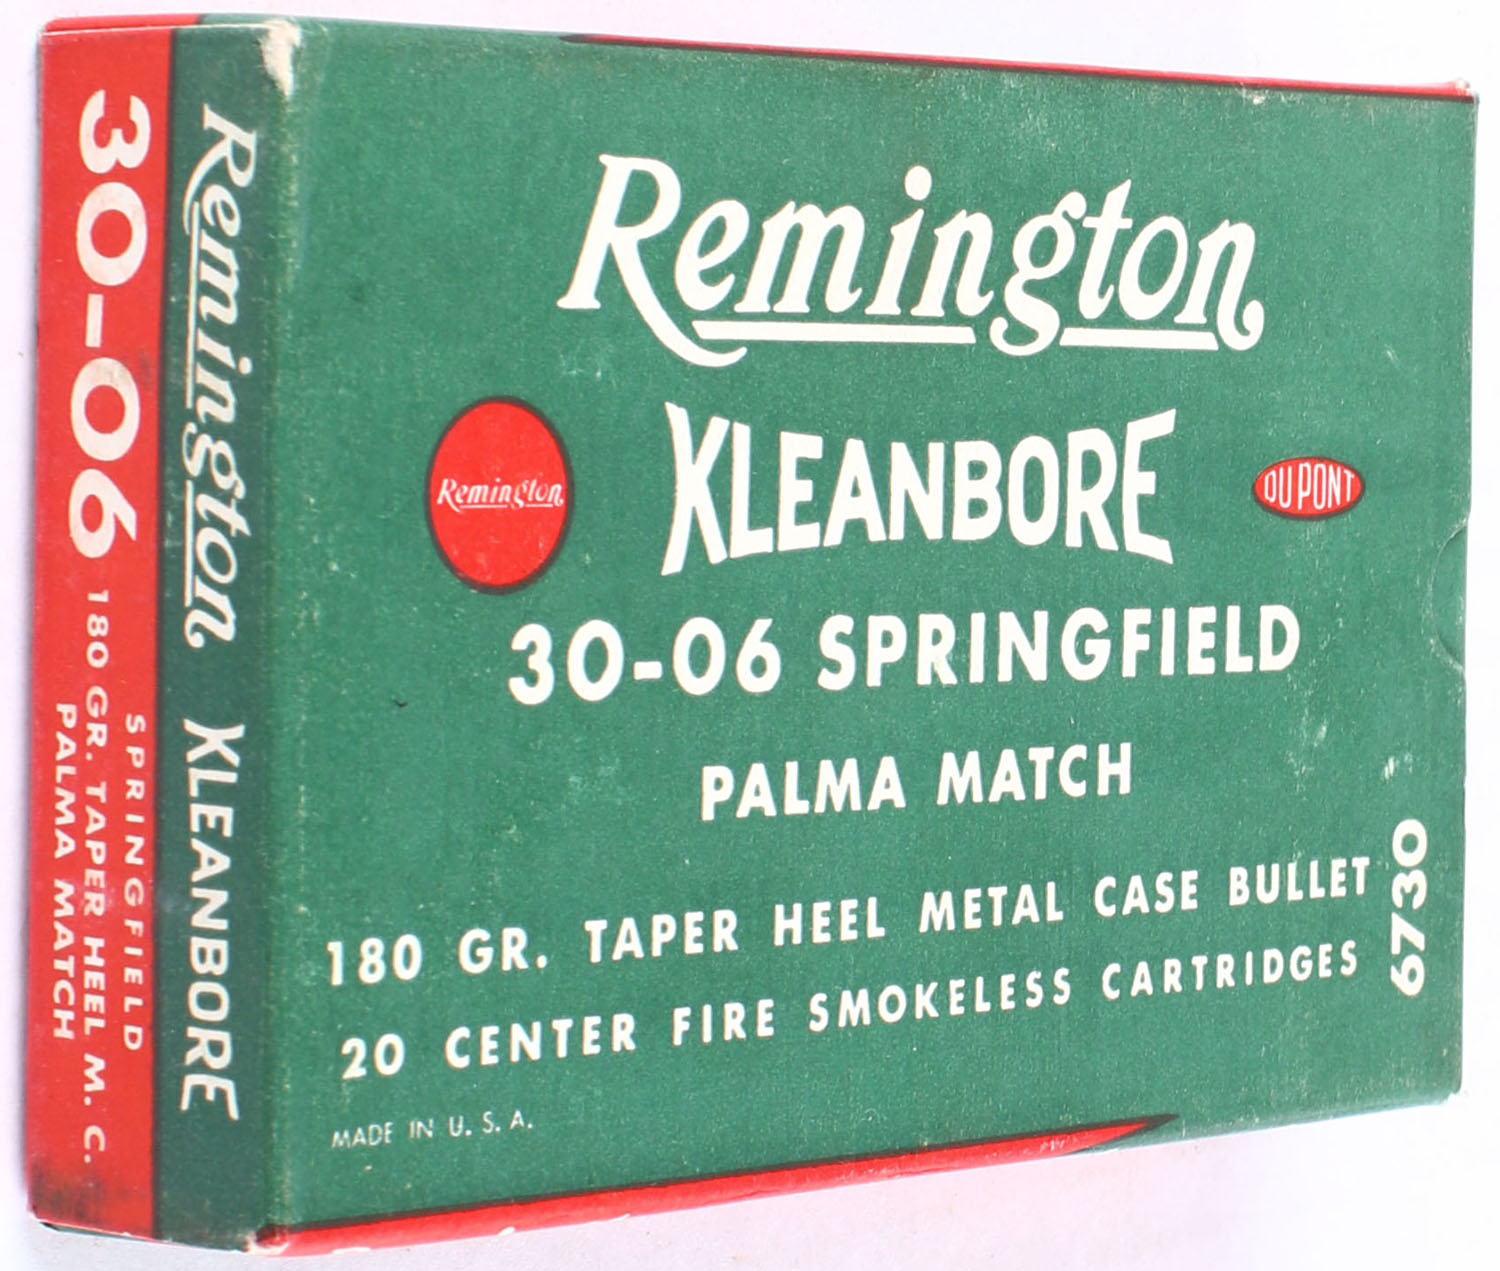 Remington
KLEANBORE
Remington
DU PONT
30-06 SPRINGFIELD
PALMA MATCH
180 GR. TAPER HEEL METAL CASE BULLET
20 CENTER FIRE SMOKELESS CARTRIDGES
6730
MADE IN U. S. A.
Remington KLEANBORE
30-06
SPRINGFIELD
180 GR. TAPER HEEL M. C.
PALMA MATCH